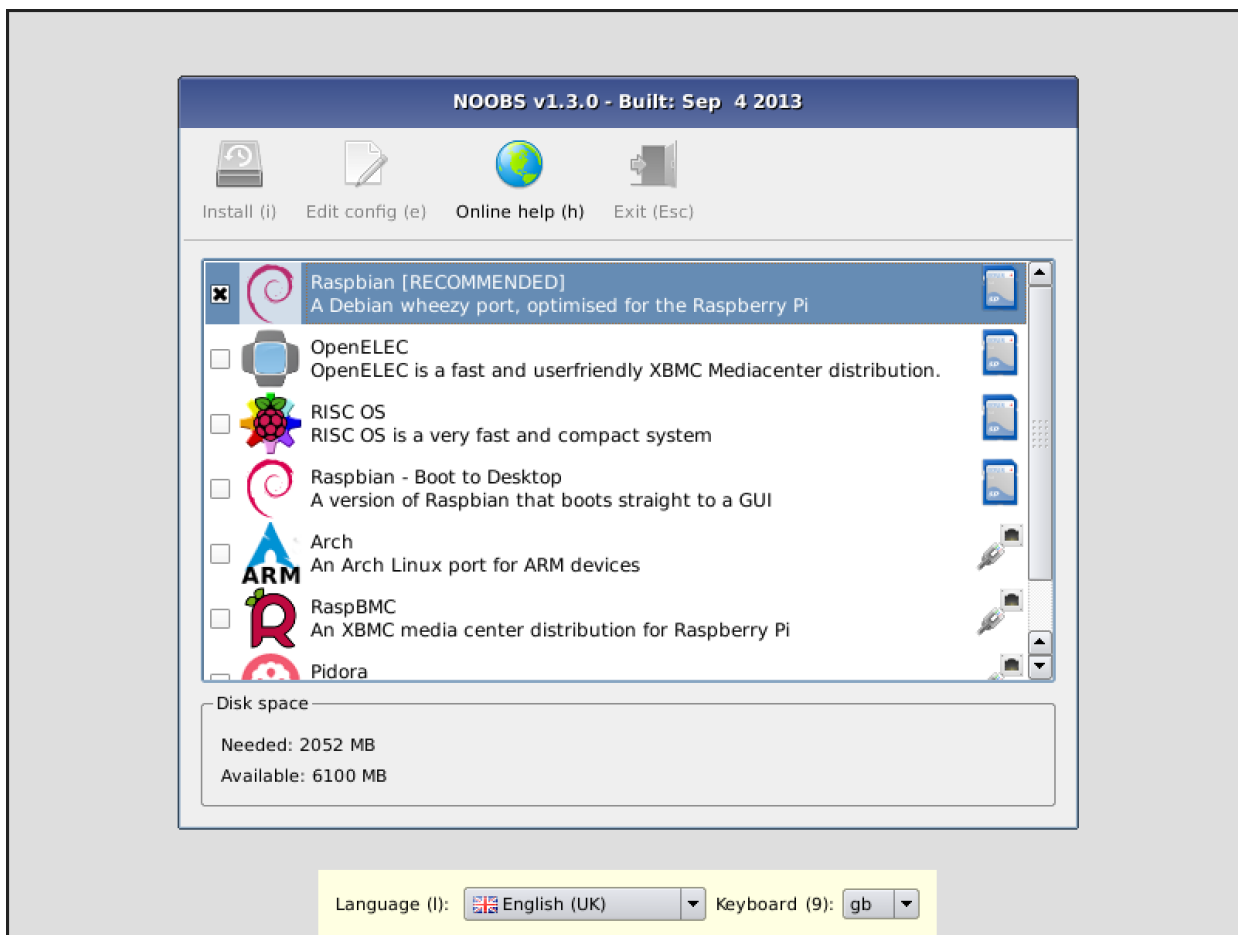 NOOBS v1.3.0 - Built: Sep  4 2013
Install (i) Edit config (e) Online help (h) Exit (Esc)
Raspbian [RECOMMENDED]
A Debian wheezy port, optimised for the Raspberry Pi
OpenELEC
OpenELEC is a fast and userfriendly XBMC Mediacenter distribution.
RISC OS
RISC OS is a very fast and compact system
Raspbian - Boot to Desktop
A version of Raspbian that boots straight to a GUI
ARM
Arch
An Arch Linux port for ARM devices
RaspBMC
An XBMC media center distribution for Raspberry Pi
Pidora
Disk space
Needed: 2052 MB
Available: 6100 MB
Language (l): English (UK) Keyboard (9): gb